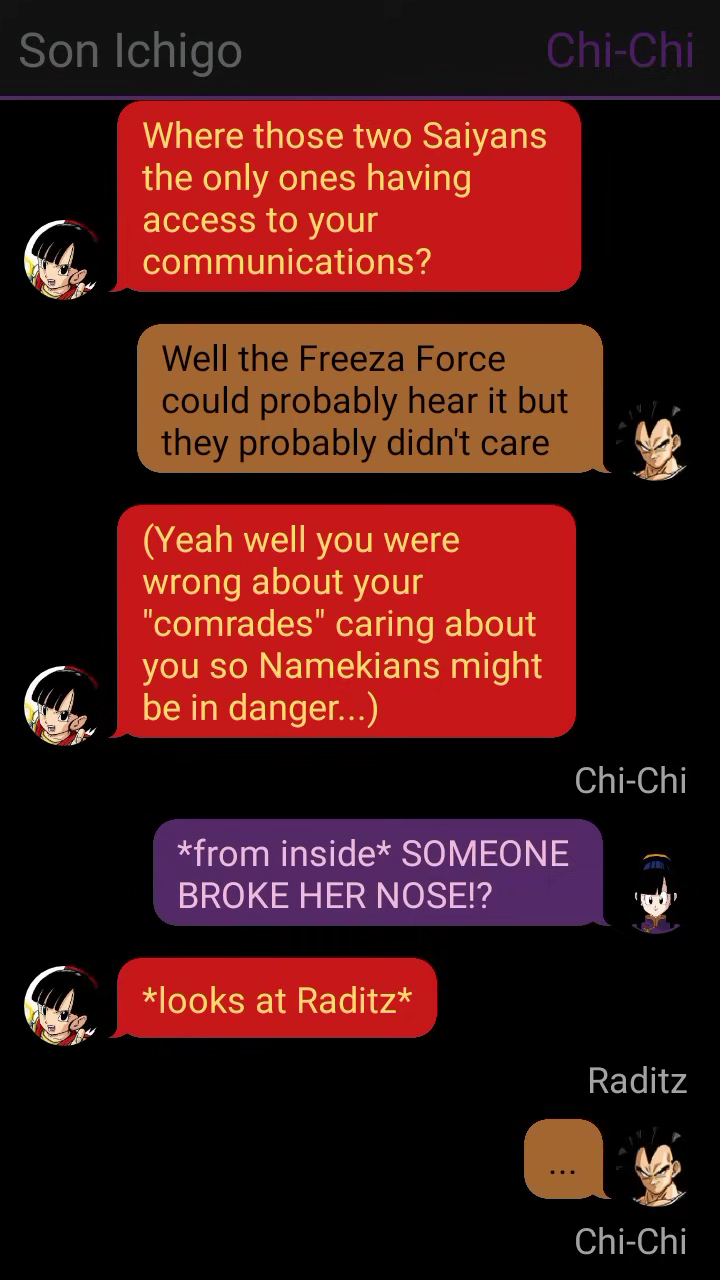 Son Ichigo
Chi-Chi
Where those two Saiyans
the only ones having
access to your
communications?
Well the Freeza Force
could probably hear it but
they probably didn't care
(Yeah well you were
wrong about your
"comrades" caring about
you so Namekians might
be in danger...)
Chi-Chi
*from inside* SOMEONE
BROKE HER NOSE!?
*looks at Raditz*
Raditz
...
Chi-Chi